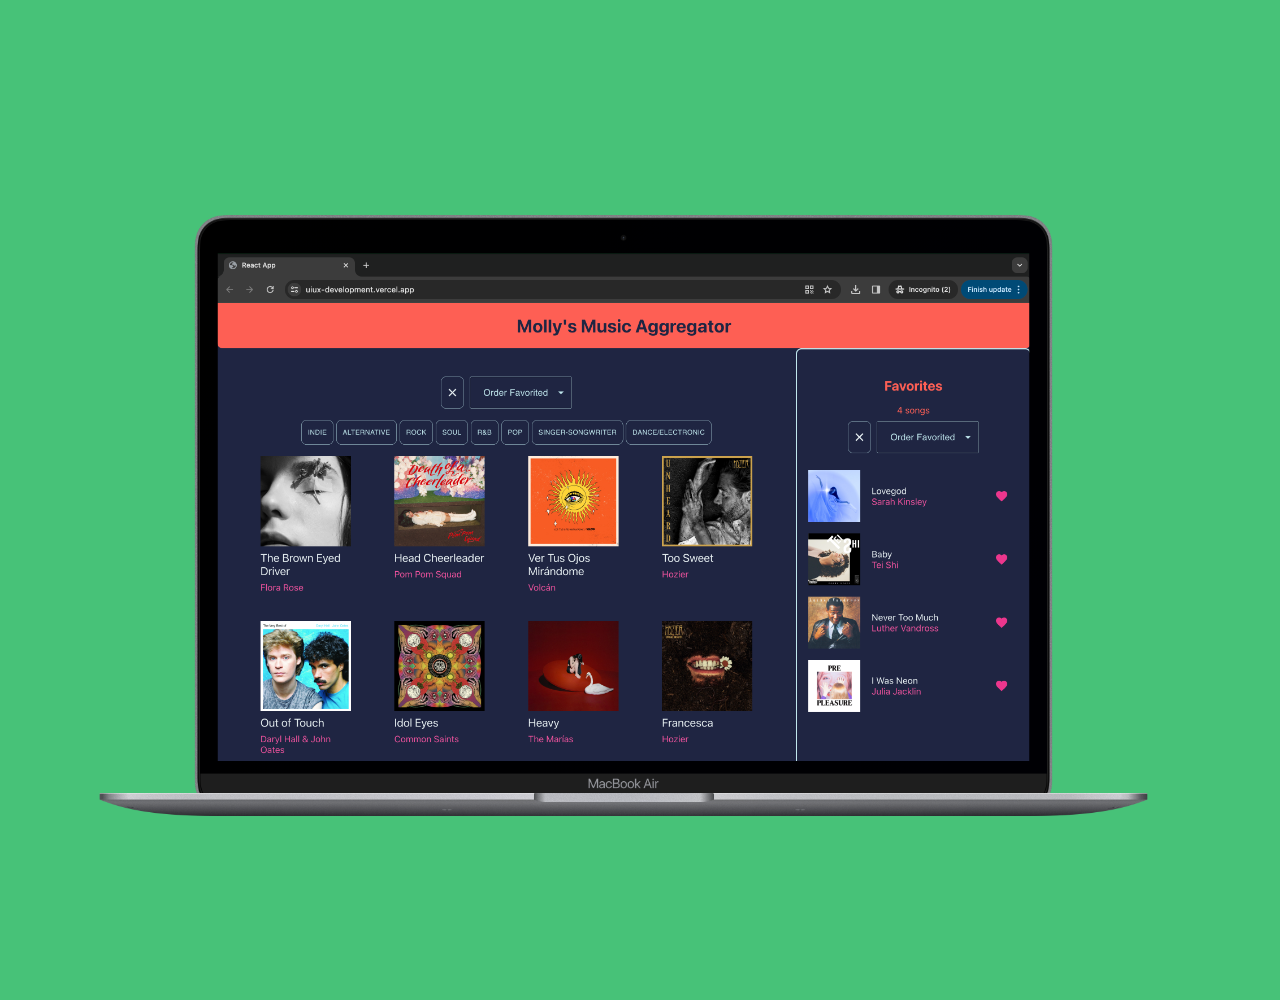 React App
uiux-development.vercel.app
Incognito (2)
Finish update
Molly's Music Aggregator
Order Favorited
INDIE
ALTERNATIVE
ROCK
SOUL
R&B
POP
SINGER-SONGWRITER
DANCE/ELECTRONIC
Death of a
Cheerleader
UNHEARD
HOZIER
The Brown Eyed
Driver
Flora Rose
Head Cheerleader
Pom Pom Squad
Ver Tus Ojos
Mirándome
Volcán
Too Sweet
Hozier
Out of Touch
Daryl Hall & John
Oates
Idol Eyes
Common Saints
Heavy
The Marías
Francesca
Hozier
Favorites
4 songs
Order Favorited
Lovegod
Sarah Kinsley
Baby
Tei Shi
Never Too Much
Luther Vandross
PRE
PLEASURE
I Was Neon
Julia Jacklin
MacBook Air